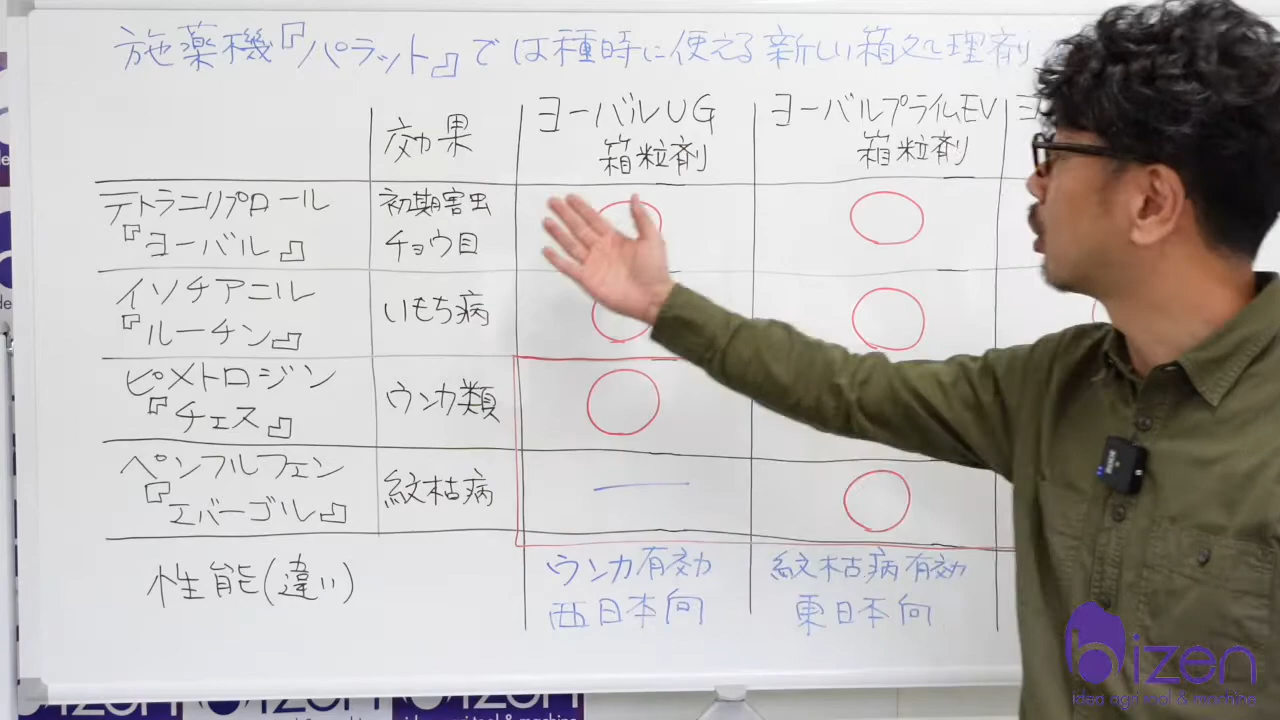 施薬機『パラット』では種時に使える新しい箱処理剤
効果
ヨーバルUG
箱粒剤
ヨーバルプライムEV
箱粒剤
ヨ
テトラニリプロール
『ヨーバル』
初期害虫
チョウ目
イソチアニル
『ルーチン』
いもち病
ピメトロジン
『チェス』
ウンカ類
ペンフルフェン
『エバーゴル』
紋枯病
性能(違い)
ウンカ有効
西日本向
紋枯病有効
東日本向
bizen
idea agri tool & machine